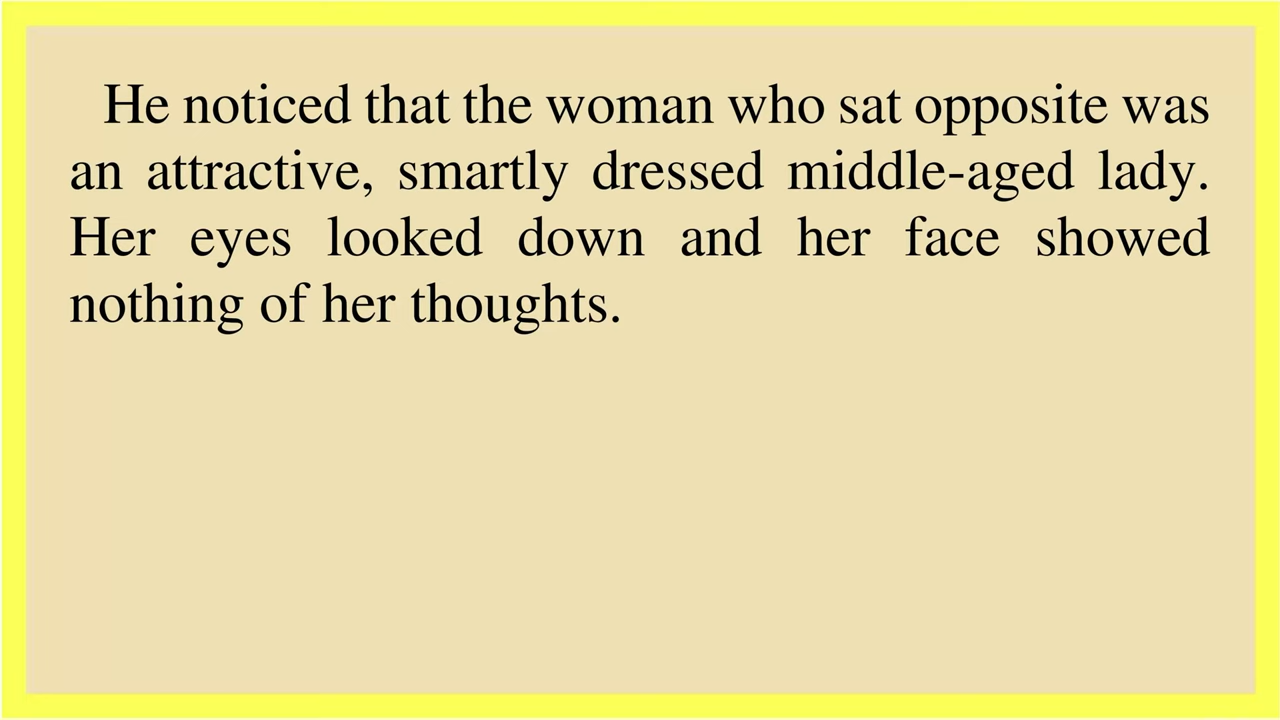 He noticed that the woman who sat opposite was
an attractive, smartly dressed middle-aged lady.
Her eyes looked down and her face showed
nothing of her thoughts.